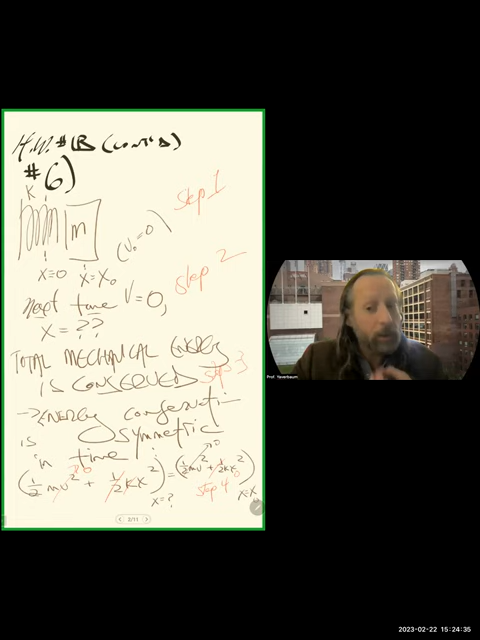 H.W. #1B (CONT'D)
#6)
Step 1
K
m
(V₀=0)
x=0 x=x₀
Step 2
Next time V=0,
x=??
TOTAL MECHANICAL ENERGY
IS CONSERVED Step 3
→ENERGY conservati
is symmetric
in time :
(½mv² + ½kx²) = (½mv² + ½kx²)
x=? Step 4 x=x₀
2/11
Prof. Yaverbaum
2023-02-22 15:24:35